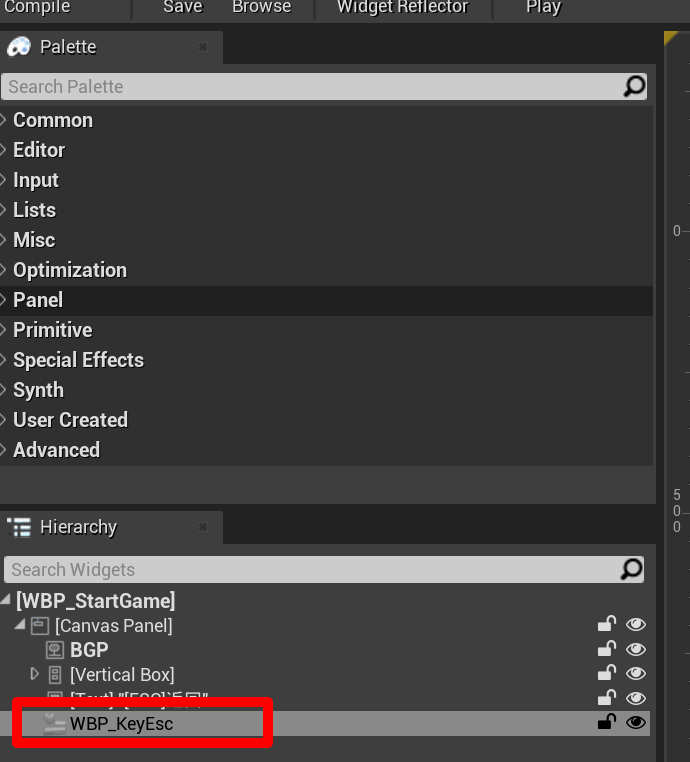 Compile
Save
Browse
Widget Reflector
Play
Palette
Search Palette
Common
Editor
Input
Lists
Misc
Optimization
Panel
Primitive
Special Effects
Synth
User Created
Advanced
0
5
0
0
Hierarchy
Search Widgets
[WBP_StartGame]
[Canvas Panel]
BGP
[Vertical Box]
[Text] "[ESC]返回"
WBP_KeyEsc